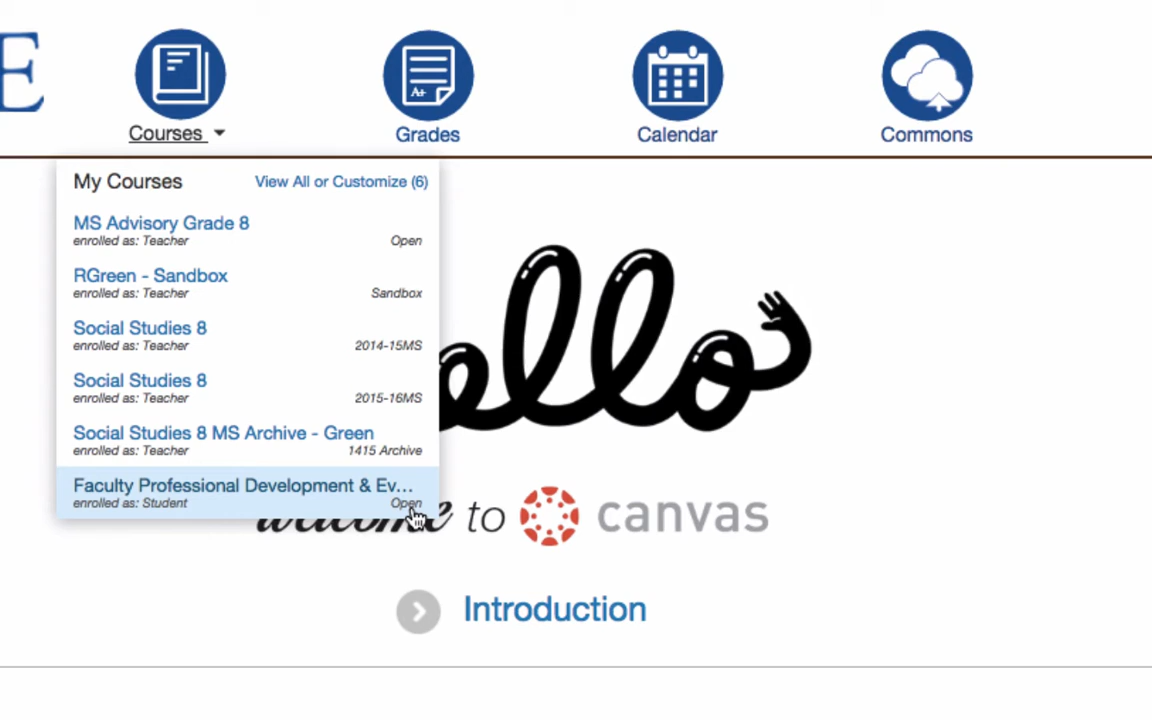 E
A+
Courses
Grades
Calendar
Commons
My Courses
View All or Customize (6)
MS Advisory Grade 8
enrolled as: Teacher
Open
RGreen - Sandbox
enrolled as: Teacher
Sandbox
Social Studies 8
enrolled as: Teacher
2014-15MS
Social Studies 8
enrolled as: Teacher
2015-16MS
Social Studies 8 MS Archive - Green
enrolled as: Teacher
1415 Archive
Faculty Professional Development & Ev...
enrolled as: Student
Open
ello
welcome to canvas
Introduction